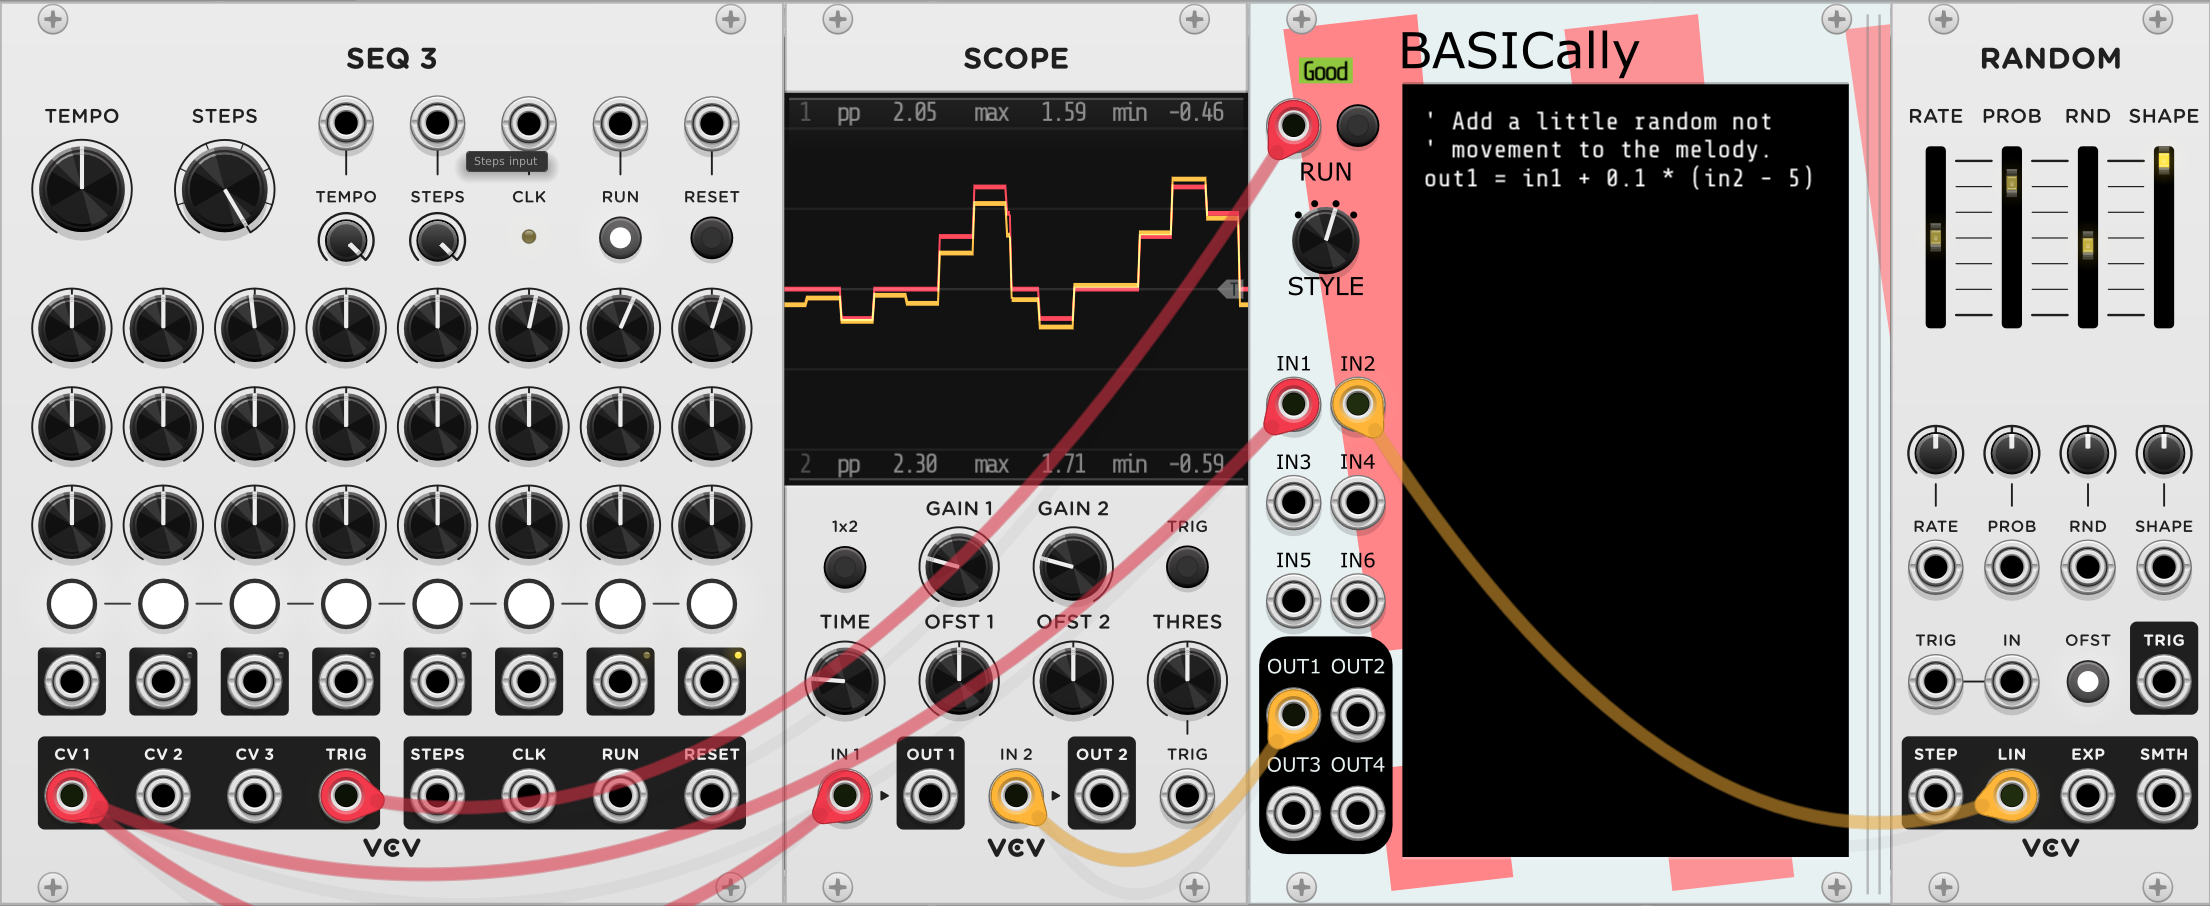 SEQ 3
TEMPO
STEPS
Steps input
TEMPO
STEPS
CLK
RUN
RESET
CV 1
CV 2
CV 3
TRIG
STEPS
CLK
RUN
RESET
VCV
SCOPE
1 pp 2.05 max 1.59 min -0.46
2 pp 2.30 max 1.71 min -0.59
T
1x2
GAIN 1
GAIN 2
TRIG
TIME
OFST 1
OFST 2
THRES
IN 1
OUT 1
IN 2
OUT 2
TRIG
VCV
BASICally
Good
RUN
STYLE
IN1
IN2
IN3
IN4
IN5
IN6
OUT1
OUT2
OUT3
OUT4
' Add a little random not
' movement to the melody.
out1 = in1 + 0.1 * (in2 - 5)
RANDOM
RATE
PROB
RND
SHAPE
RATE
PROB
RND
SHAPE
TRIG
IN
OFST
TRIG
STEP
LIN
EXP
SMTH
VCV